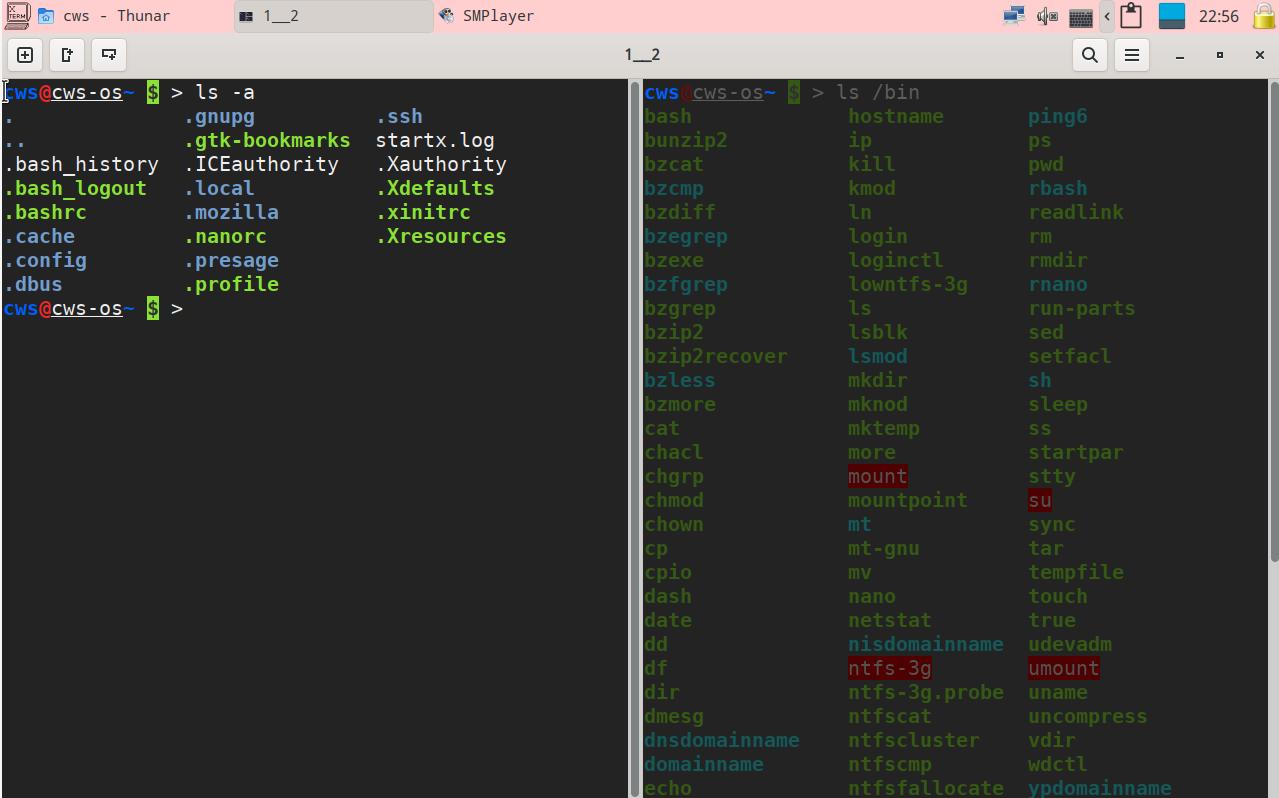 XTERM cws - Thunar 1__2 SMPlayer < 22:56
1__2
cws@cws-os~ $ > ls -a
. .gnupg .ssh
.. .gtk-bookmarks startx.log
.bash_history .ICEauthority .Xauthority
.bash_logout .local .Xdefaults
.bashrc .mozilla .xinitrc
.cache .nanorc .Xresources
.config .presage
.dbus .profile
cws@cws-os~ $ >
cws@cws-os~ $ > ls /bin
bash hostname ping6
bunzip2 ip ps
bzcat kill pwd
bzcmp kmod rbash
bzdiff ln readlink
bzegrep login rm
bzexe loginctl rmdir
bzfgrep lowntfs-3g rnano
bzgrep ls run-parts
bzip2 lsblk sed
bzip2recover lsmod setfacl
bzless mkdir sh
bzmore mknod sleep
cat mktemp ss
chacl more startpar
chgrp mount stty
chmod mountpoint su
chown mt sync
cp mt-gnu tar
cpio mv tempfile
dash nano touch
date netstat true
dd nisdomainname udevadm
df ntfs-3g umount
dir ntfs-3g.probe uname
dmesg ntfscat uncompress
dnsdomainname ntfscluster vdir
domainname ntfscmp wdctl
echo ntfsfallocate ypdomainname